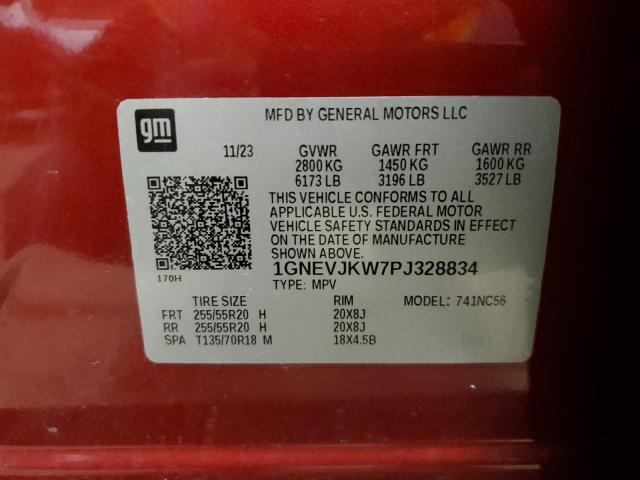 gm
MFD BY GENERAL MOTORS LLC
11/23 GVWR GAWR FRT GAWR RR
2800 KG 1450 KG 1600 KG
6173 LB 3196 LB 3527 LB
THIS VEHICLE CONFORMS TO ALL
APPLICABLE U.S. FEDERAL MOTOR
VEHICLE SAFETY STANDARDS IN EFFECT
ON THE DATE OF MANUFACTURE
SHOWN ABOVE.
170H
1GNEVJKW7PJ328834
TYPE: MPV
TIRE SIZE RIM MODEL: 741NC56
FRT 255/55R20 H 20X8J
RR 255/55R20 H 20X8J
SPA T135/70R18 M 18X4.5B
gm